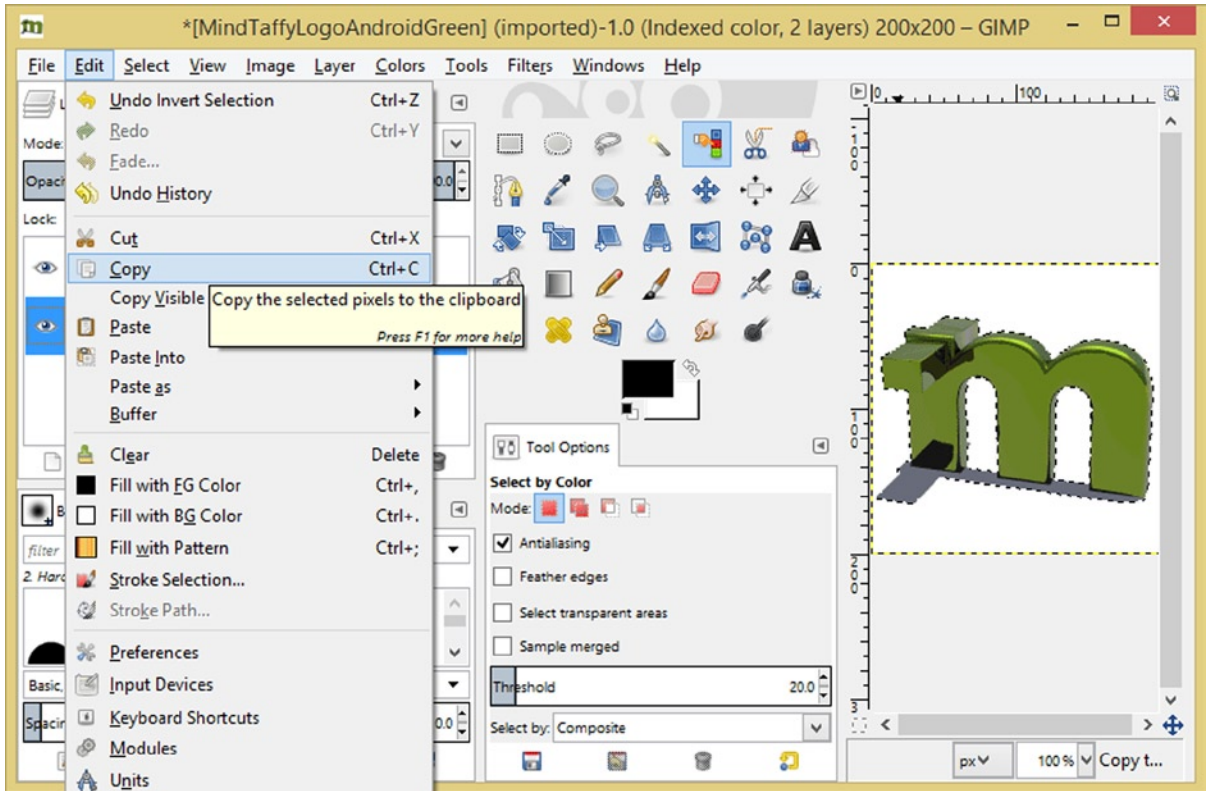 *[MindTaffyLogoAndroidGreen] (imported)-1.0 (Indexed color, 2 layers) 200x200 – GIMP
File Edit Select View Image Layer Colors Tools Filters Windows Help
Undo Invert Selection Ctrl+Z
Redo Ctrl+Y
Fade...
Undo History
Cut Ctrl+X
Copy Ctrl+C
Copy Visible
Copy the selected pixels to the clipboard
Press F1 for more help
Paste
Paste Into
Paste as
Buffer
Clear Delete
Fill with FG Color Ctrl+,
Fill with BG Color Ctrl+.
Fill with Pattern Ctrl+;
Stroke Selection...
Stroke Path...
Preferences
Input Devices
Keyboard Shortcuts
Modules
Units
Mode:
Lock:
filter
Basic,
Tool Options
Select by Color
Mode:
Antialiasing
Feather edges
Select transparent areas
Sample merged
Threshold 20.0
Select by: Composite
0 100
100
0
100
200
m
px 100 % Copy t...